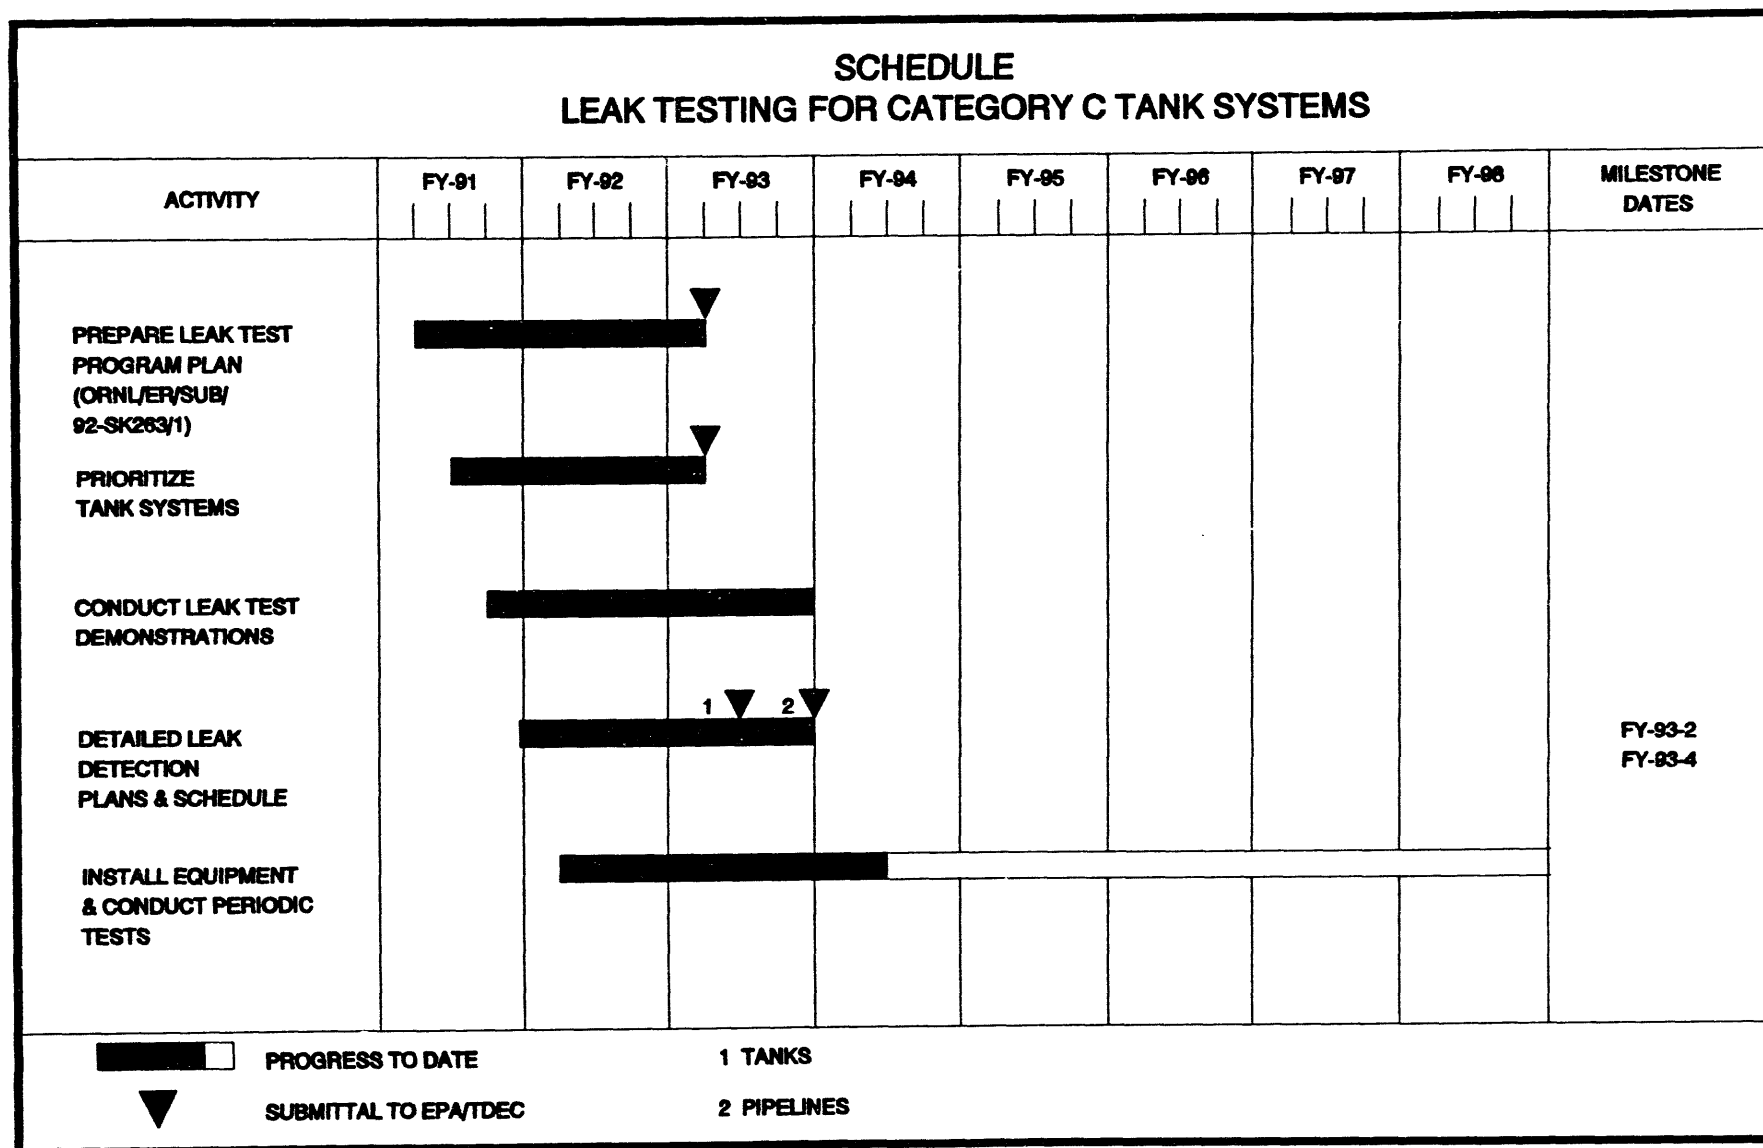 SCHEDULE
LEAK TESTING FOR CATEGORY C TANK SYSTEMS
ACTIVITY
FY-91
FY-92
FY-93
FY-94
FY-95
FY-96
FY-97
FY-98
MILESTONE
DATES
PREPARE LEAK TEST
PROGRAM PLAN
(ORNL/ER/SUB/
92-SK263/1)
PRIORITIZE
TANK SYSTEMS
CONDUCT LEAK TEST
DEMONSTRATIONS
1 2
DETAILED LEAK
DETECTION
PLANS & SCHEDULE
FY-93-2
FY-93-4
INSTALL EQUIPMENT
& CONDUCT PERIODIC
TESTS
PROGRESS TO DATE
1 TANKS
SUBMITTAL TO EPA/TDEC
2 PIPELINES